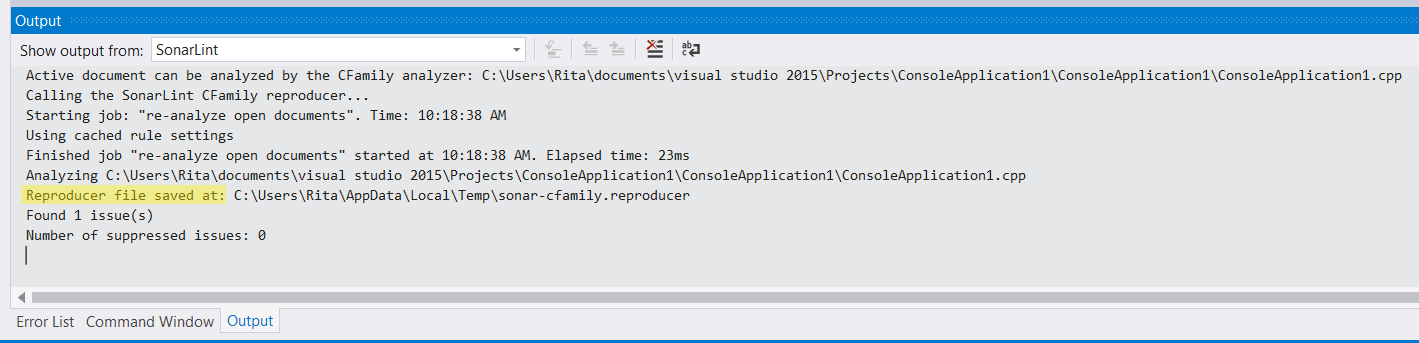 Output
Show output from: SonarLint
Active document can be analyzed by the CFamily analyzer: C:\Users\Rita\documents\visual studio 2015\Projects\ConsoleApplication1\ConsoleApplication1\ConsoleApplication1.cpp
Calling the SonarLint CFamily reproducer...
Starting job: "re-analyze open documents". Time: 10:18:38 AM
Using cached rule settings
Finished job "re-analyze open documents" started at 10:18:38 AM. Elapsed time: 23ms
Analyzing C:\Users\Rita\documents\visual studio 2015\Projects\ConsoleApplication1\ConsoleApplication1\ConsoleApplication1.cpp
Reproducer file saved at: C:\Users\Rita\AppData\Local\Temp\sonar-cfamily.reproducer
Found 1 issue(s)
Number of suppressed issues: 0
Error List Command Window Output